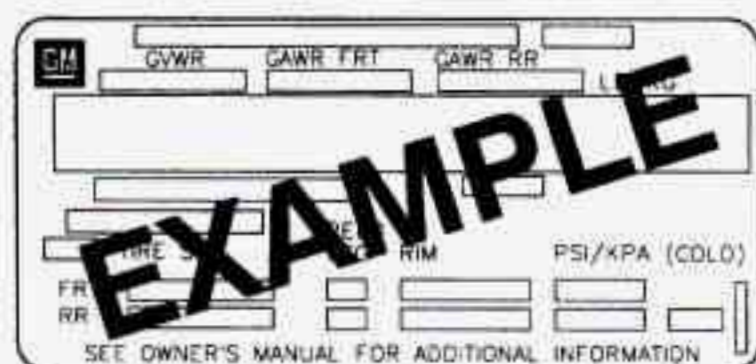 GM
GVWR GAWR FRT GAWR RR
EXAMPLE
RIM PSI/KPA (COLD)
FR
RR
SEE OWNER'S MANUAL FOR ADDITIONAL INFORMATION